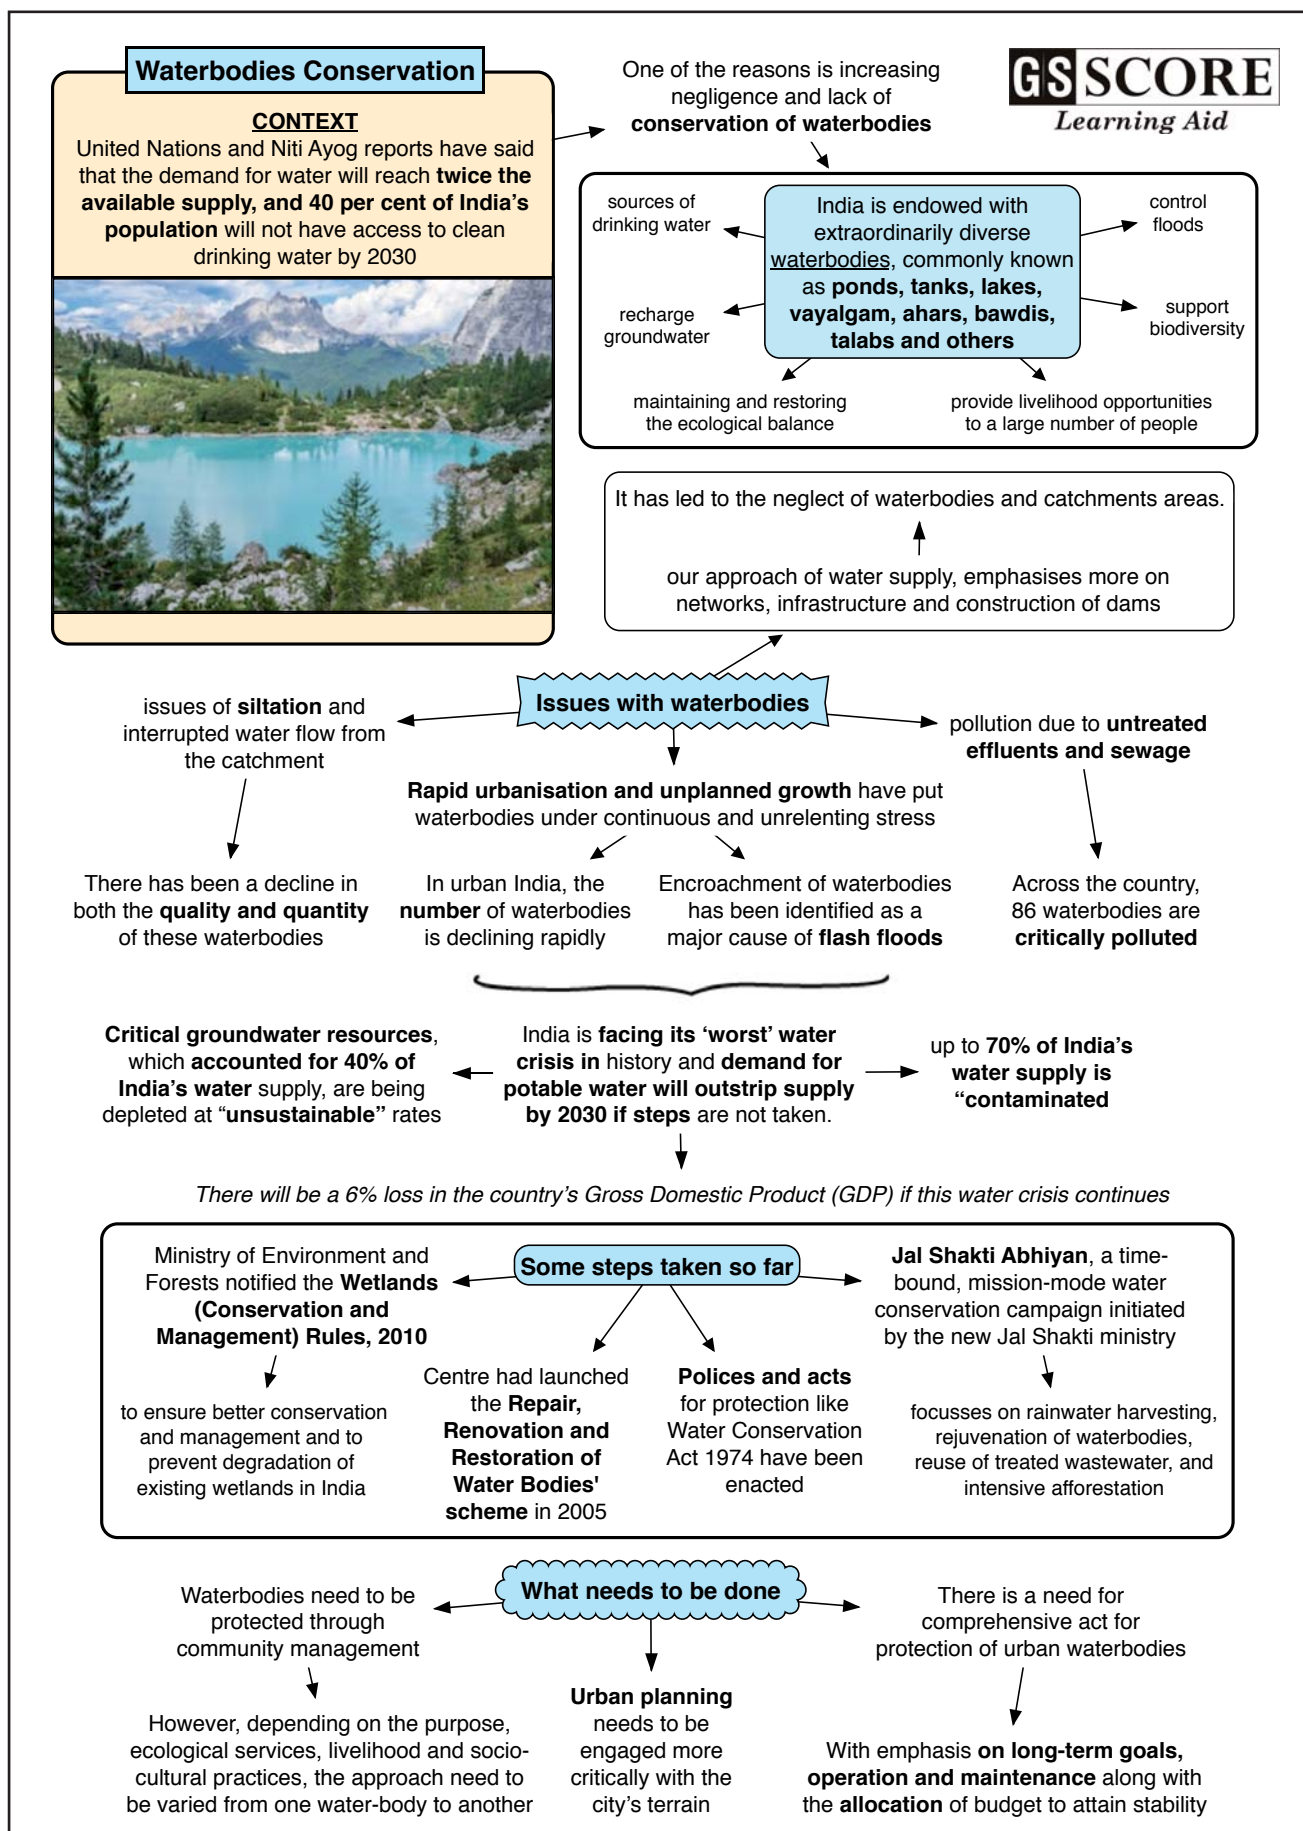 Waterbodies Conservation
CONTEXT
United Nations and Niti Ayog reports have said
that the demand for water will reach twice the
available supply, and 40 per cent of India's
population will not have access to clean
drinking water by 2030
One of the reasons is increasing
negligence and lack of
conservation of waterbodies
GS SCORE
Learning Aid
sources of
drinking water
recharge
groundwater
India is endowed with
extraordinarily diverse
waterbodies, commonly known
as ponds, tanks, lakes,
vayalgam, ahars, bawdis,
talabs and others
control
floods
support
biodiversity
maintaining and restoring
the ecological balance
provide livelihood opportunities
to a large number of people
It has led to the neglect of waterbodies and catchments areas.
our approach of water supply, emphasises more on
networks, infrastructure and construction of dams
Issues with waterbodies
issues of siltation and
interrupted water flow from
the catchment
pollution due to untreated
effluents and sewage
Rapid urbanisation and unplanned growth have put
waterbodies under continuous and unrelenting stress
There has been a decline in
both the quality and quantity
of these waterbodies
In urban India, the
number of waterbodies
is declining rapidly
Encroachment of waterbodies
has been identified as a
major cause of flash floods
Across the country,
86 waterbodies are
critically polluted
Critical groundwater resources,
which accounted for 40% of
India's water supply, are being
depleted at "unsustainable" rates
India is facing its 'worst' water
crisis in history and demand for
potable water will outstrip supply
by 2030 if steps are not taken.
up to 70% of India's
water supply is
"contaminated
There will be a 6% loss in the country's Gross Domestic Product (GDP) if this water crisis continues
Some steps taken so far
Ministry of Environment and
Forests notified the Wetlands
(Conservation and
Management) Rules, 2010
to ensure better conservation
and management and to
prevent degradation of
existing wetlands in India
Centre had launched
the Repair,
Renovation and
Restoration of
Water Bodies'
scheme in 2005
Polices and acts
for protection like
Water Conservation
Act 1974 have been
enacted
Jal Shakti Abhiyan, a time-
bound, mission-mode water
conservation campaign initiated
by the new Jal Shakti ministry
focusses on rainwater harvesting,
rejuvenation of waterbodies,
reuse of treated wastewater, and
intensive afforestation
What needs to be done
Waterbodies need to be
protected through
community management
However, depending on the purpose,
ecological services, livelihood and socio-
cultural practices, the approach need to
be varied from one water-body to another
Urban planning
needs to be
engaged more
critically with the
city's terrain
There is a need for
comprehensive act for
protection of urban waterbodies
With emphasis on long-term goals,
operation and maintenance along with
the allocation of budget to attain stability